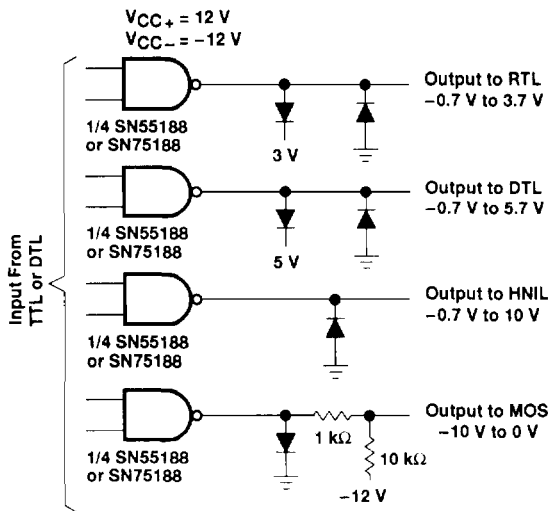 VCC+ = 12 V
VCC− = −12 V
Input From
TTL or DTL
1/4 SN55188
or SN75188
3 V
Output to RTL
−0.7 V to 3.7 V
1/4 SN55188
or SN75188
5 V
Output to DTL
−0.7 V to 5.7 V
1/4 SN55188
or SN75188
Output to HNIL
−0.7 V to 10 V
1/4 SN55188
or SN75188
1 kΩ
10 kΩ
−12 V
Output to MOS
−10 V to 0 V